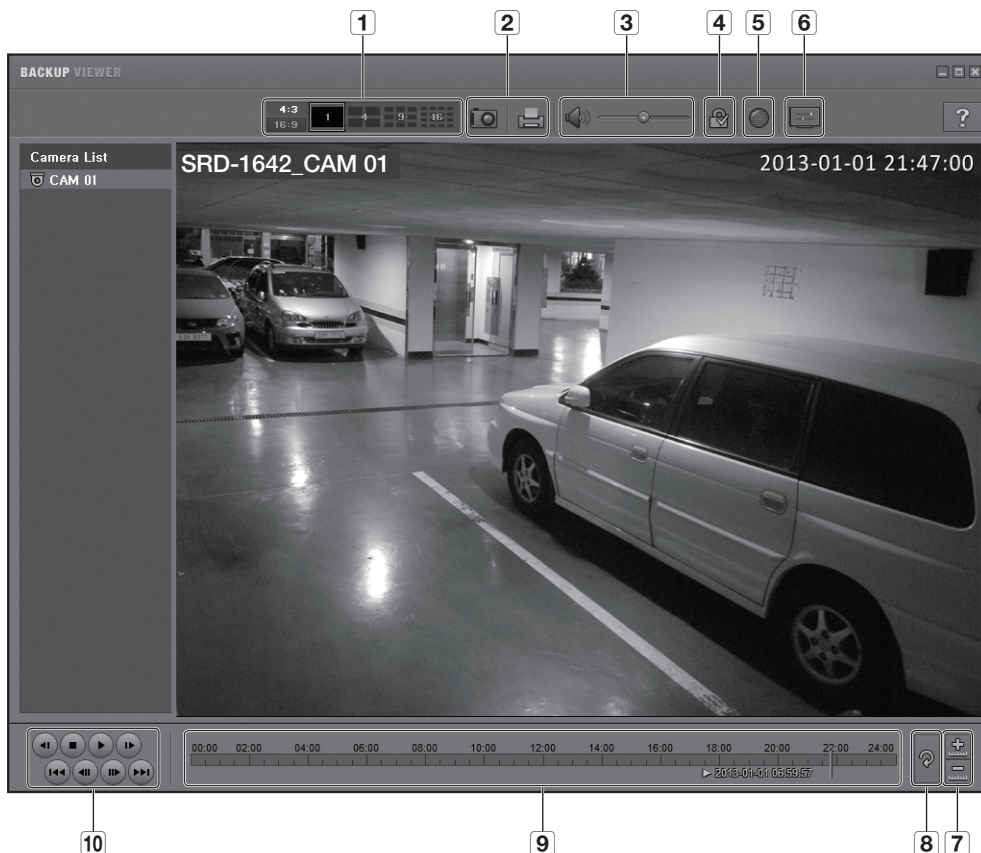 1 2 3 4 5 6
BACKUP VIEWER
4:3
16:9
1 4 9 16
?
Camera List
CAM 01
SRD-1642_CAM 01
2013-01-01 21:47:00
00:00 02:00 04:00 06:00 08:00 10:00 12:00 14:00 16:00 18:00 20:00 22:00 24:00
2013-01-01 06:59:57
10 9 8 7